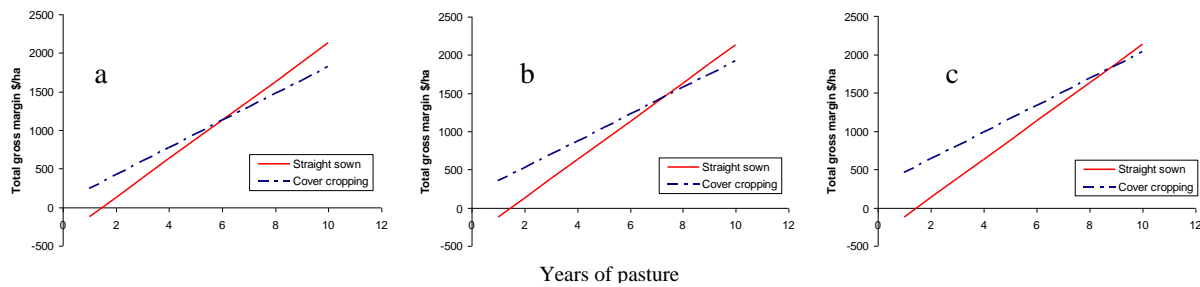 a
Total gross margin $/ha
2500
2000
1500
1000
500
0
-500
0 2 4 6 8 10 12
Straight sown
Cover cropping
b
Total gross margin $/ha
2500
2000
1500
1000
500
0
-500
0 2 4 6 8 10 12
Straight sown
Cover cropping
c
Total gross margin $/ha
2500
2000
1500
1000
500
0
-500
0 2 4 6 8 10 12
Straight sown
Cover cropping
Years of pasture